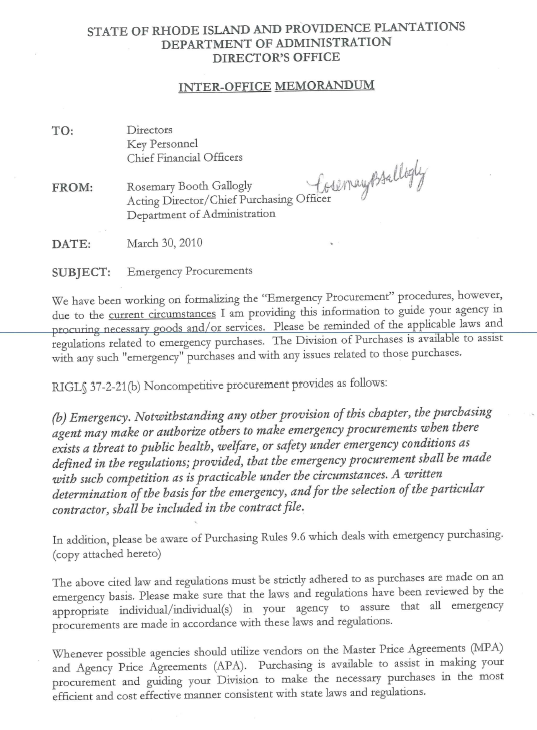 STATE OF RHODE ISLAND AND PROVIDENCE PLANTATIONS
DEPARTMENT OF ADMINISTRATION
DIRECTOR'S OFFICE
INTER-OFFICE MEMORANDUM
TO: Directors
Key Personnel
Chief Financial Officers
FROM: Rosemary Booth Gallogly RosemaryBGallogly
Acting Director/Chief Purchasing Officer
Department of Administration
DATE: March 30, 2010
SUBJECT: Emergency Procurements
We have been working on formalizing the "Emergency Procurement" procedures, however,
due to the current circumstances I am providing this information to guide your agency in
procuring necessary goods and/or services. Please be reminded of the applicable laws and
regulations related to emergency purchases. The Division of Purchases is available to assist
with any such "emergency" purchases and with any issues related to those purchases.
RIGL§ 37-2-21(b) Noncompetitive procurement provides as follows:
(b) Emergency. Notwithstanding any other provision of this chapter, the purchasing
agent may make or authorize others to make emergency procurements when there
exists a threat to public health, welfare, or safety under emergency conditions as
defined in the regulations; provided, that the emergency procurement shall be made
with such competition as is practicable under the circumstances. A written
determination of the basis for the emergency, and for the selection of the particular
contractor, shall be included in the contract file.
In addition, please be aware of Purchasing Rules 9.6 which deals with emergency purchasing.
(copy attached hereto)
The above cited law and regulations must be strictly adhered to as purchases are made on an
emergency basis. Please make sure that the laws and regulations have been reviewed by the
appropriate individual/individual(s) in your agency to assure that all emergency
procurements are made in accordance with these laws and regulations.
Whenever possible agencies should utilize vendors on the Master Price Agreements (MPA)
and Agency Price Agreements (APA). Purchasing is available to assist in making your
procurement and guiding your Division to make the necessary purchases in the most
efficient and cost effective manner consistent with state laws and regulations.